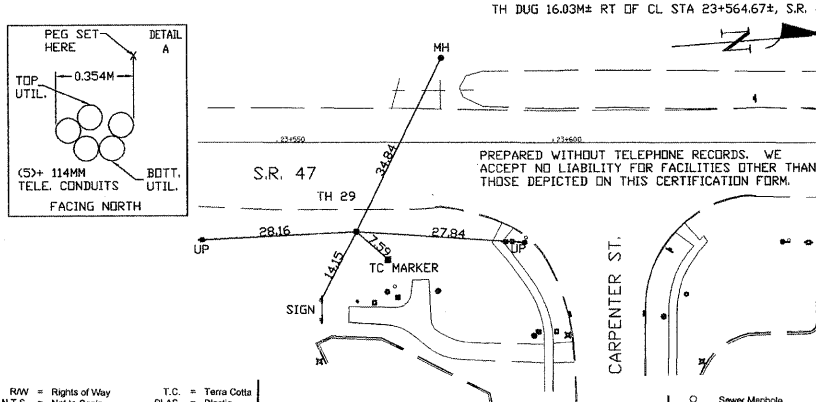 TH DUG 16.03M± RT OF CL STA 23+564.67±, S.R.
PEG SET
HERE
DETAIL
A
0.354M
TOP
UTIL.
(5)+ 114MM
TELE. CONDUITS
BOTT.
UTIL.
FACING NORTH
MH
N
23+550
23+600
34.84
S.R. 47
TH 29
PREPARED WITHOUT TELEPHONE RECORDS. WE
ACCEPT NO LIABILITY FOR FACILITIES OTHER THAN
THOSE DEPICTED ON THIS CERTIFICATION FORM.
28.16
27.84
7.59
14.15
UP
UP
TC MARKER
SIGN
CARPENTER ST.
R/W = Rights of Way
T.C. = Terra Cotta
Sewer Manhole